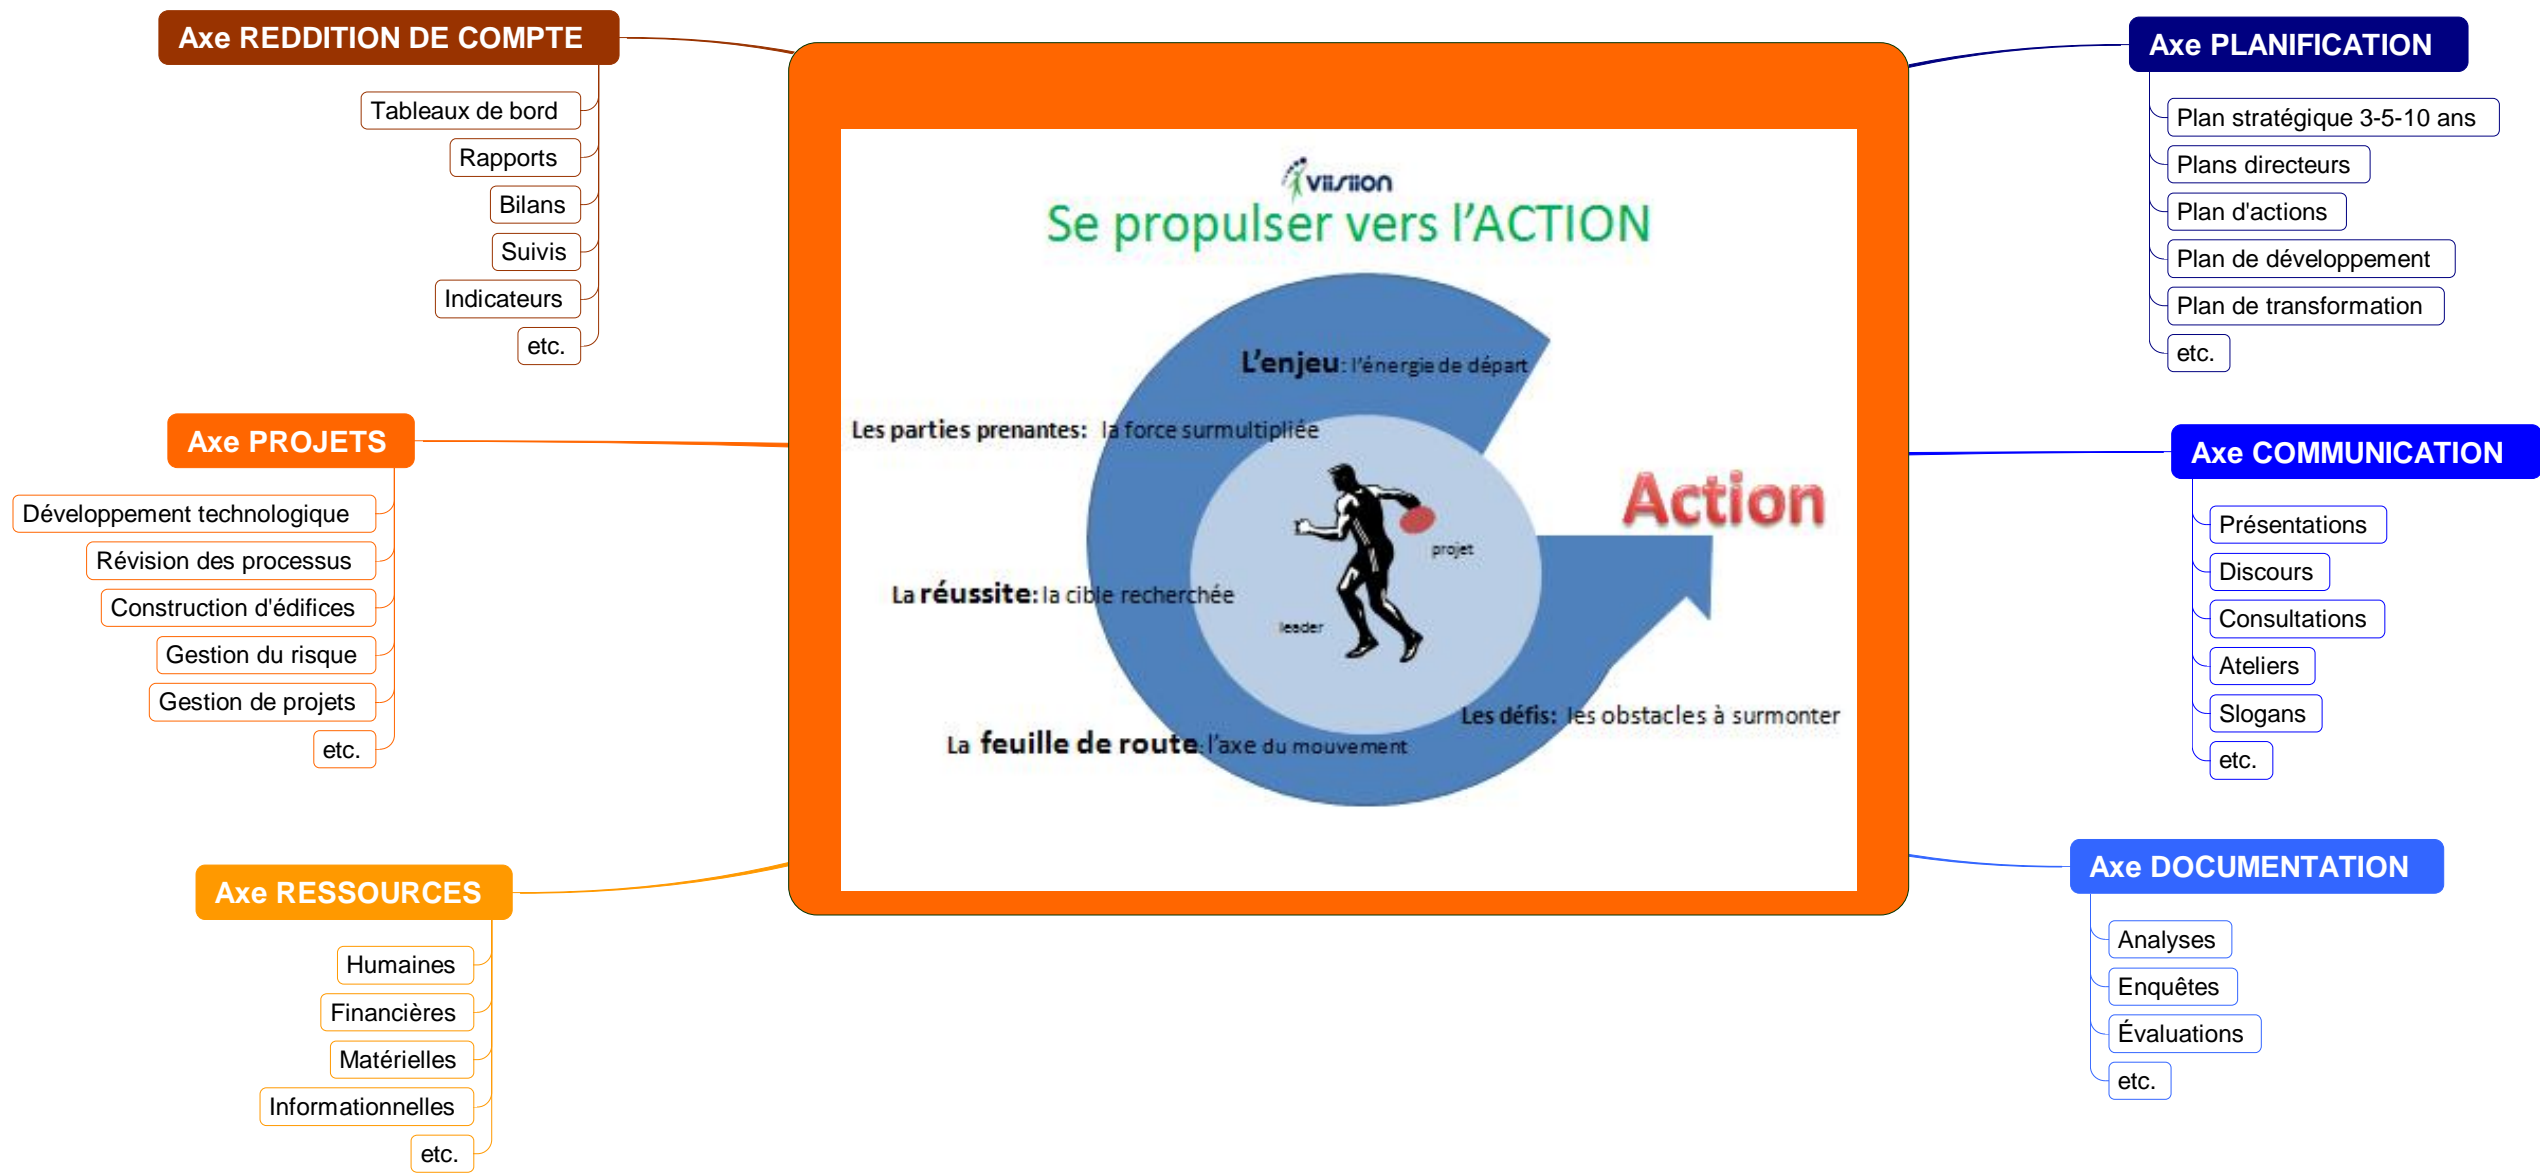 Axe REDDITION DE COMPTE
Tableaux de bord
Rapports
Bilans
Suivis
Indicateurs
etc.
Axe PROJETS
Développement technologique
Révision des processus
Construction d'édifices
Gestion du risque
Gestion de projets
etc.
Axe RESSOURCES
Humaines
Financières
Matérielles
Informationnelles
etc.
viision
Se propulser vers l'ACTION
L'enjeu: l'énergie de départ
Les parties prenantes: la force surmultipliée
Action
projet
La réussite: la cible recherchée
leader
Les défis: les obstacles à surmonter
La feuille de route: l'axe du mouvement
Axe PLANIFICATION
Plan stratégique 3-5-10 ans
Plans directeurs
Plan d'actions
Plan de développement
Plan de transformation
etc.
Axe COMMUNICATION
Présentations
Discours
Consultations
Ateliers
Slogans
etc.
Axe DOCUMENTATION
Analyses
Enquêtes
Évaluations
etc.